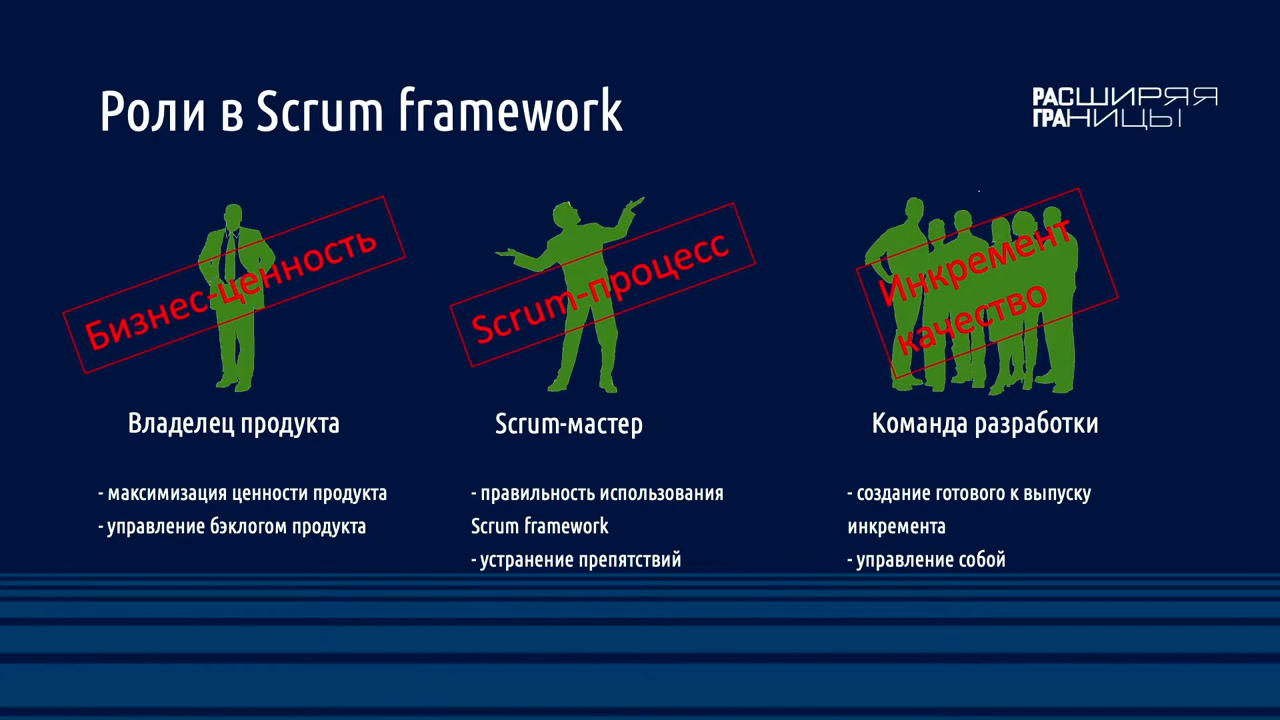 Роли в Scrum framework
РАСШИРЯЯ
ГРАНИЦЫ
Бизнес-ценность
Scrum-процесс
Инкремент
качество
Владелец продукта
Scrum-мастер
Команда разработки
- максимизация ценности продукта
- управление бэклогом продукта
- правильность использования
Scrum framework
- устранение препятствий
- создание готового к выпуску
инкремента
- управление собой